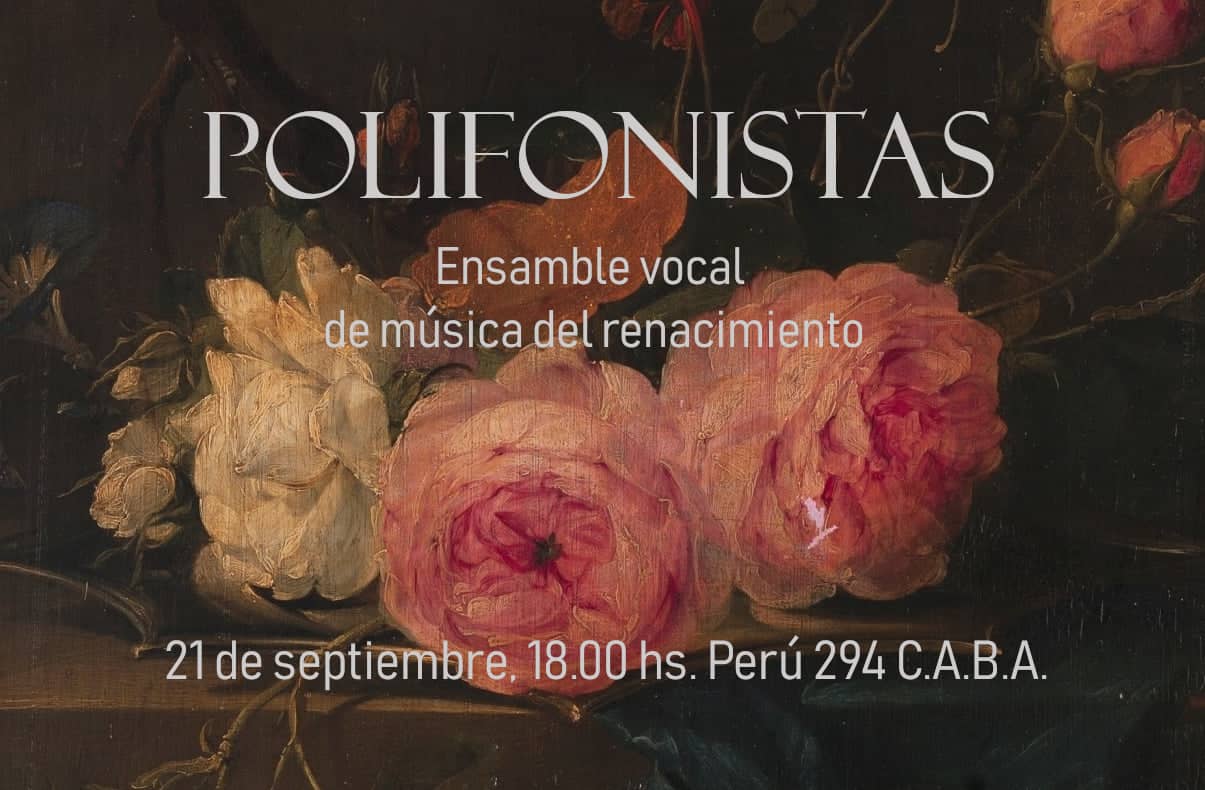 POLIFONISTAS
Ensamble vocal
de música del renacimiento
21 de septiembre, 18.00 hs. Perú 294 C.A.B.A.